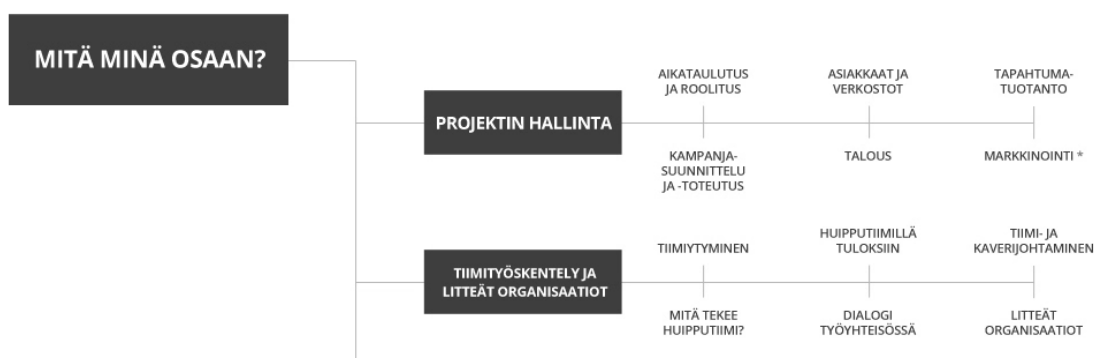 MITÄ MINÄ OSAAN?
PROJEKTIN HALLINTA
AIKATAULUTUS
JA ROOLITUS
ASIAKKAAT JA
VERKOSTOT
TAPAHTUMA-
TUOTANTO
KAMPANJA-
SUUNNITTELU
JA -TOTEUTUS
TALOUS
MARKKINOINTI *
TIIMITYÖSKENTELY JA
LITTEÄT ORGANISAATIOT
TIIMIYTYMINEN
HUIPPUTIIMILLÄ
TULOKSIIN
TIIMI- JA
KAVERIJOHTAMINEN
MITÄ TEKEE
HUIPPUTIIMI?
DIALOGI
TYÖYHTEISÖSSÄ
LITTEÄT
ORGANISAATIOT